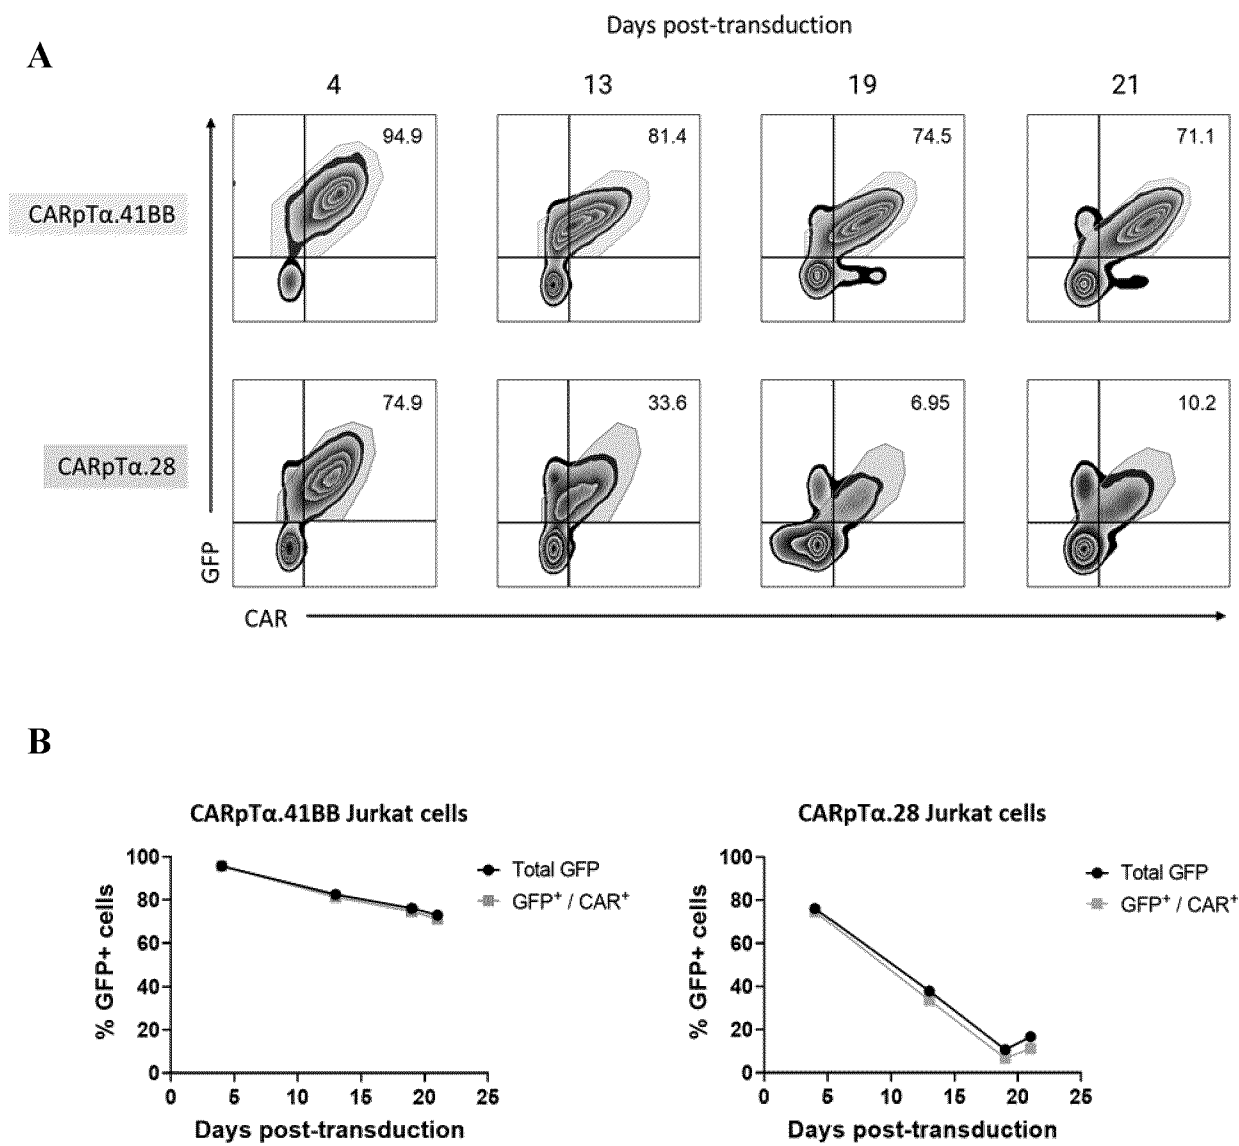 Days post-transduction
A
4 13 19 21
94.9 81.4 74.5 71.1
CARpTα.41BB
74.9 33.6 6.95 10.2
CARpTα.28
GFP
CAR
B
CARpTα.41BB Jurkat cells
100
80
60
40
20
0
% GFP+ cells
Total GFP
GFP⁺ / CAR⁺
0 5 10 15 20 25
Days post-transduction
CARpTα.28 Jurkat cells
100
80
60
40
20
0
% GFP+ cells
Total GFP
GFP⁺ / CAR⁺
0 5 10 15 20 25
Days post-transduction